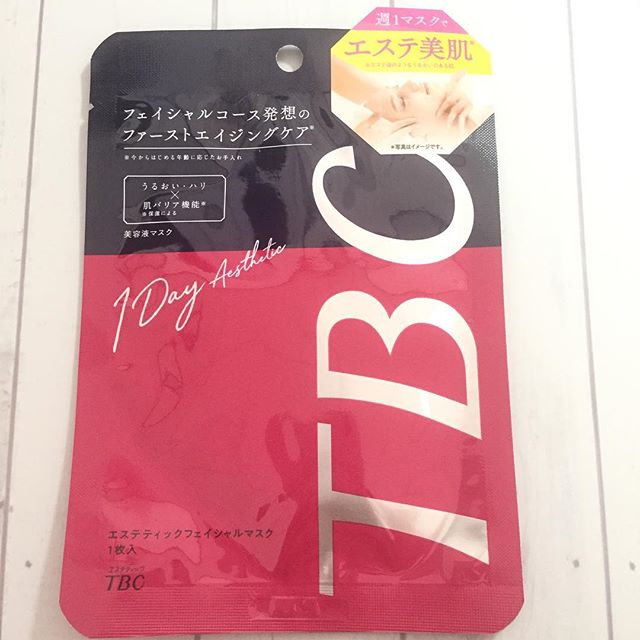 週1マスクで
エステ美肌※
*写真はイメージです。
フェイシャルコース発想の
ファーストエイジングケア※
※今からはじめる年齢に応じたお手入れ
うるおい・ハリ
×
肌バリア機能※
※保湿による
美容液マスク
1 Day Aesthetic
TBC
エステティックフェイシャルマスク
1枚入
エステティック
TBC